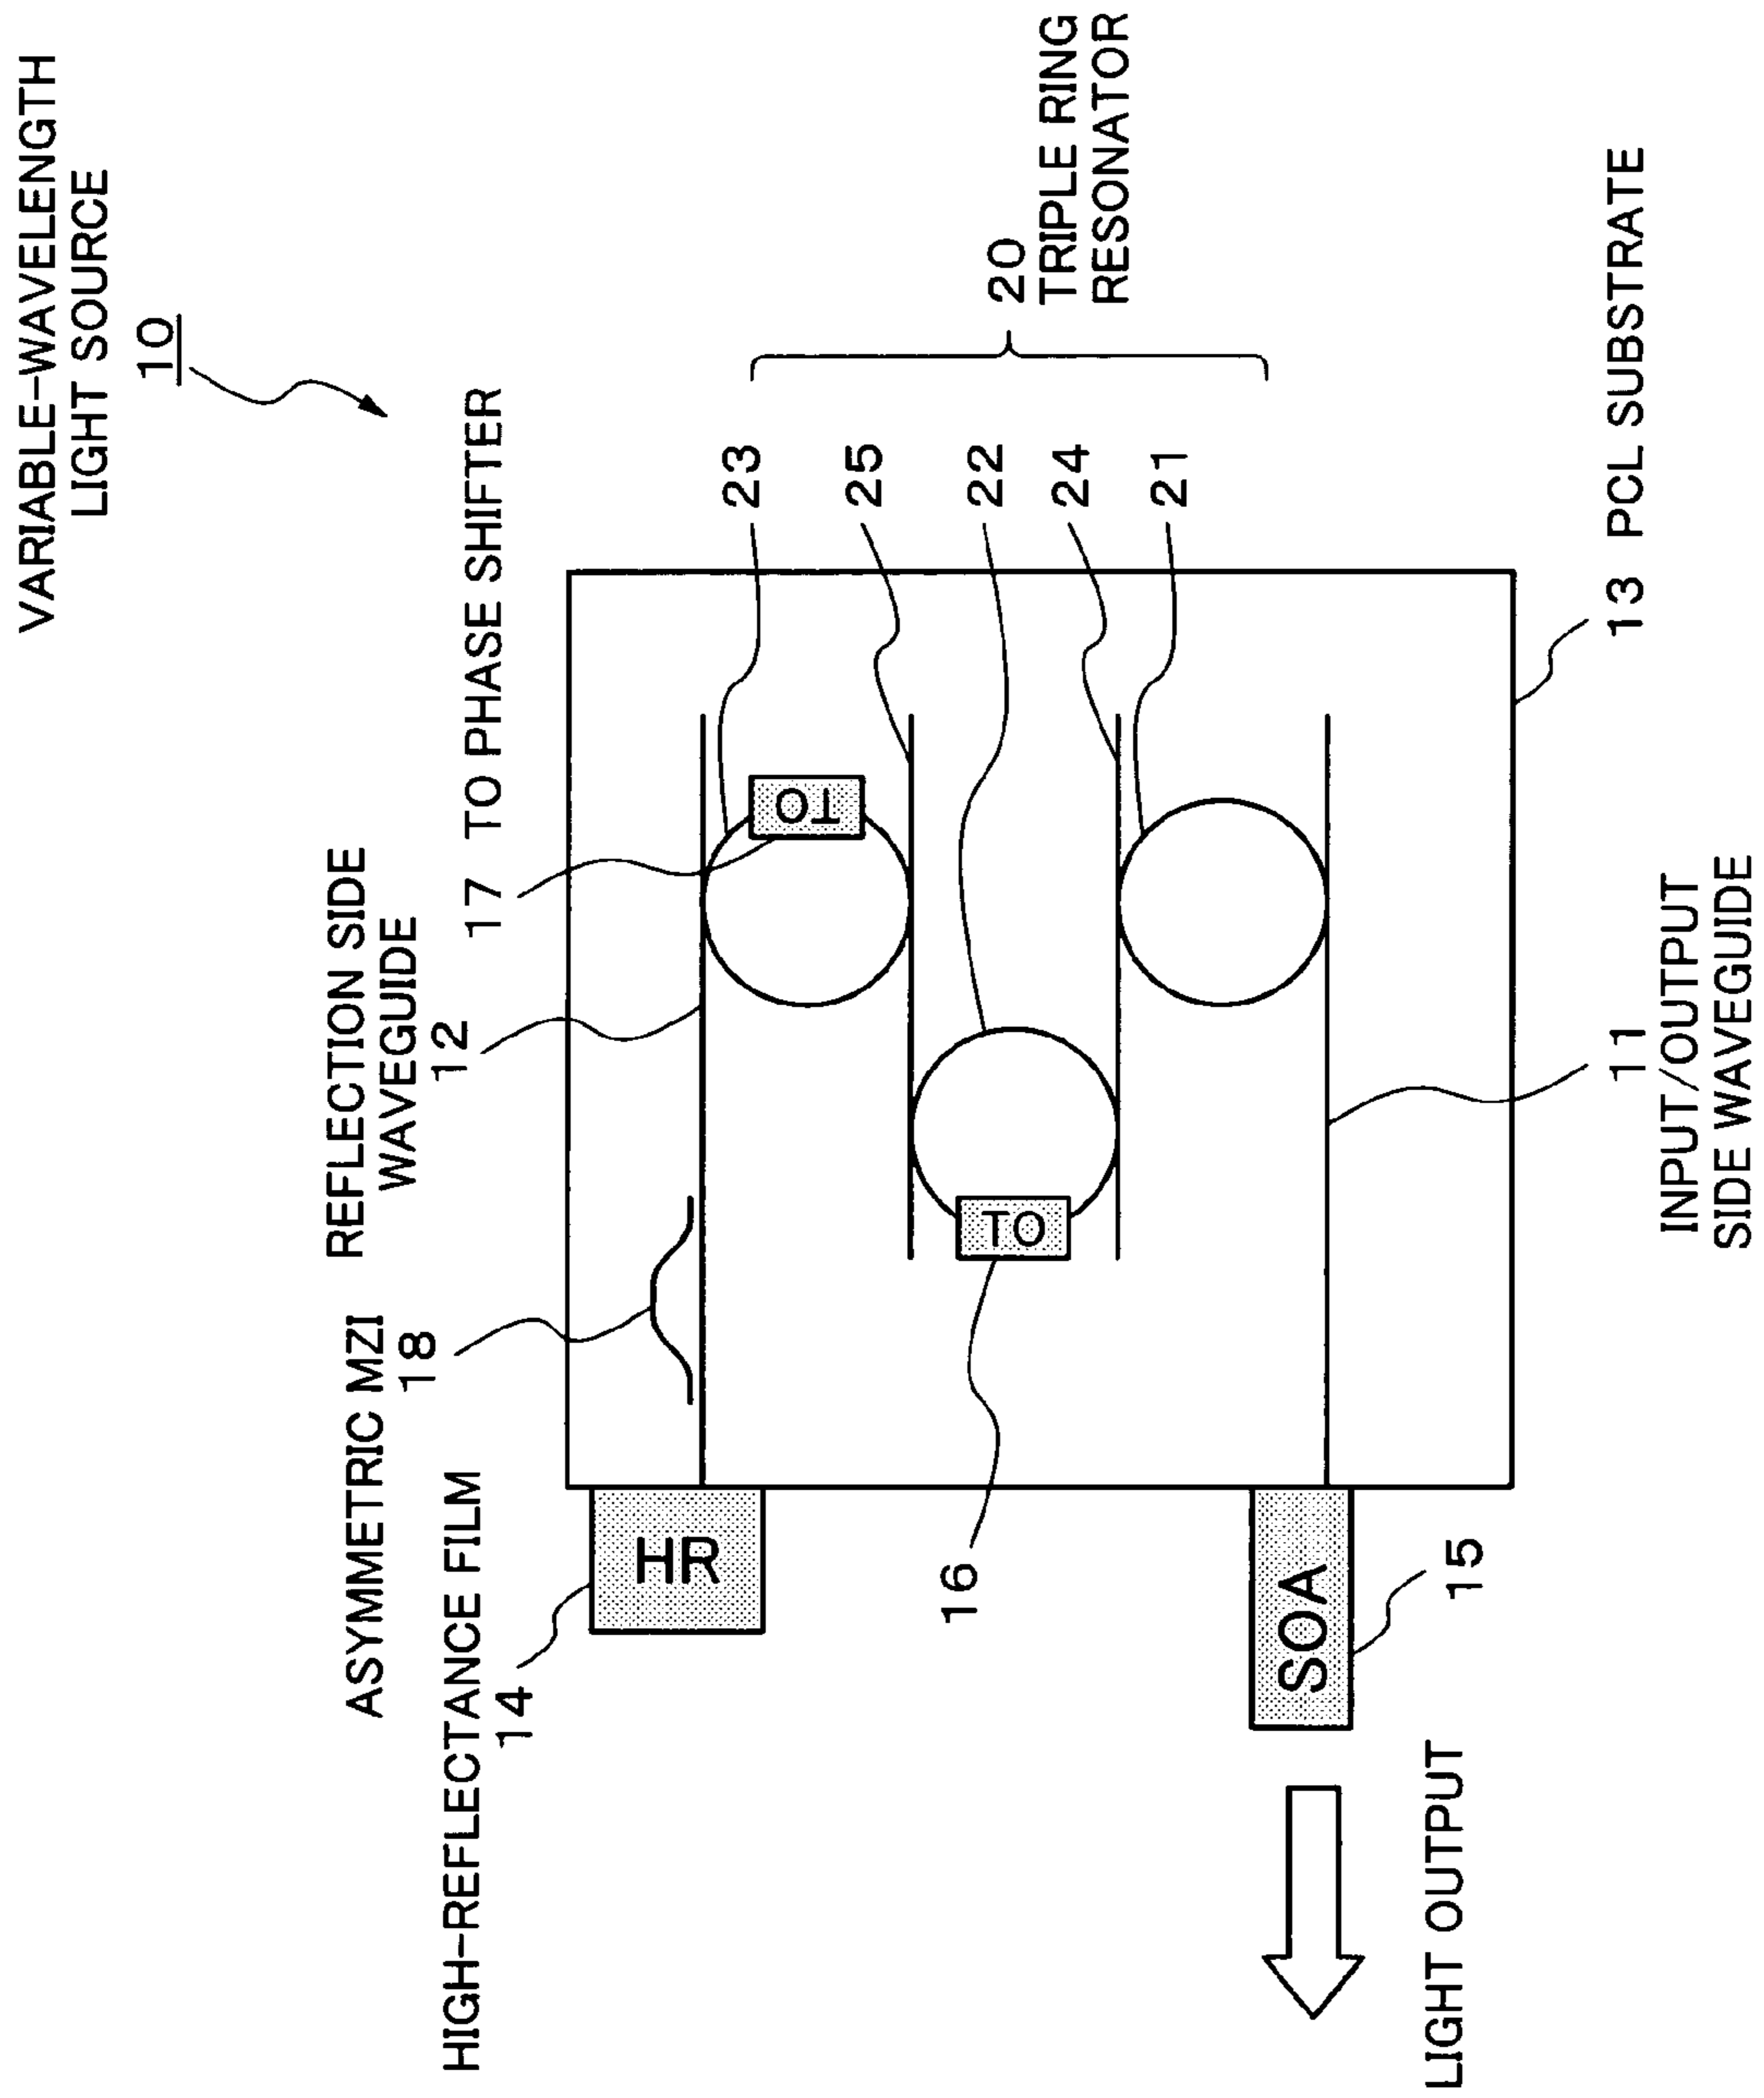 VARIABLE-WAVELENGTH
LIGHT SOURCE
10
REFLECTION SIDE
WAVEGUIDE
12
ASYMMETRIC MZI
18
17 TO PHASE SHIFTER
HIGH-REFLECTANCE FILM
14
HR
23
TO
25
22
24
21
20
TRIPLE RING
RESONATOR
TO
16
SOA
15
LIGHT OUTPUT
13 PCL SUBSTRATE
11
INPUT/OUTPUT
SIDE WAVEGUIDE